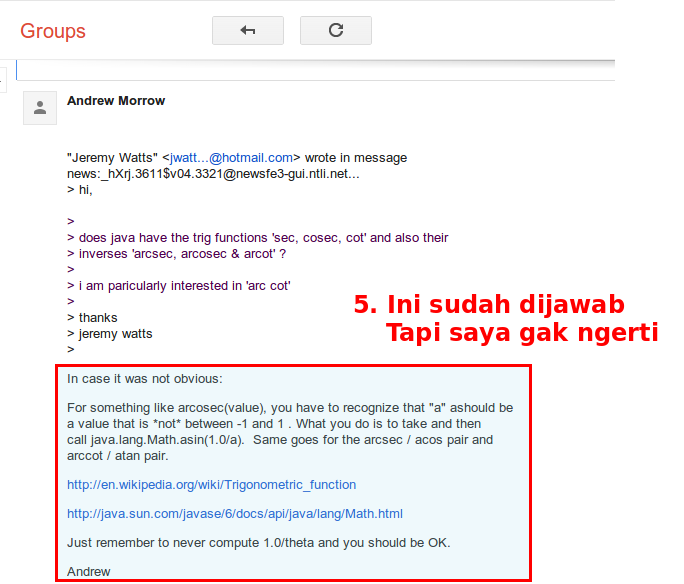 Groups
Andrew Morrow
"Jeremy Watts" <jwatt...@hotmail.com> wrote in message
news:_hXrj.3611$v04.3321@newsfe3-gui.ntli.net...
> hi,
>
> does java have the trig functions 'sec, cosec, cot' and also their
> inverses 'arcsec, arcosec & arcot' ?
>
> i am paricularly interested in 'arc cot'
>
> thanks
> jeremy watts
>
5. Ini sudah dijawab
Tapi saya gak ngerti
In case it was not obvious:
For something like arcosec(value), you have to recognize that "a" ashould be
a value that is *not* between -1 and 1 . What you do is to take and then
call java.lang.Math.asin(1.0/a). Same goes for the arcsec / acos pair and
arccot / atan pair.
http://en.wikipedia.org/wiki/Trigonometric_function
http://java.sun.com/javase/6/docs/api/java/lang/Math.html
Just remember to never compute 1.0/theta and you should be OK.
Andrew